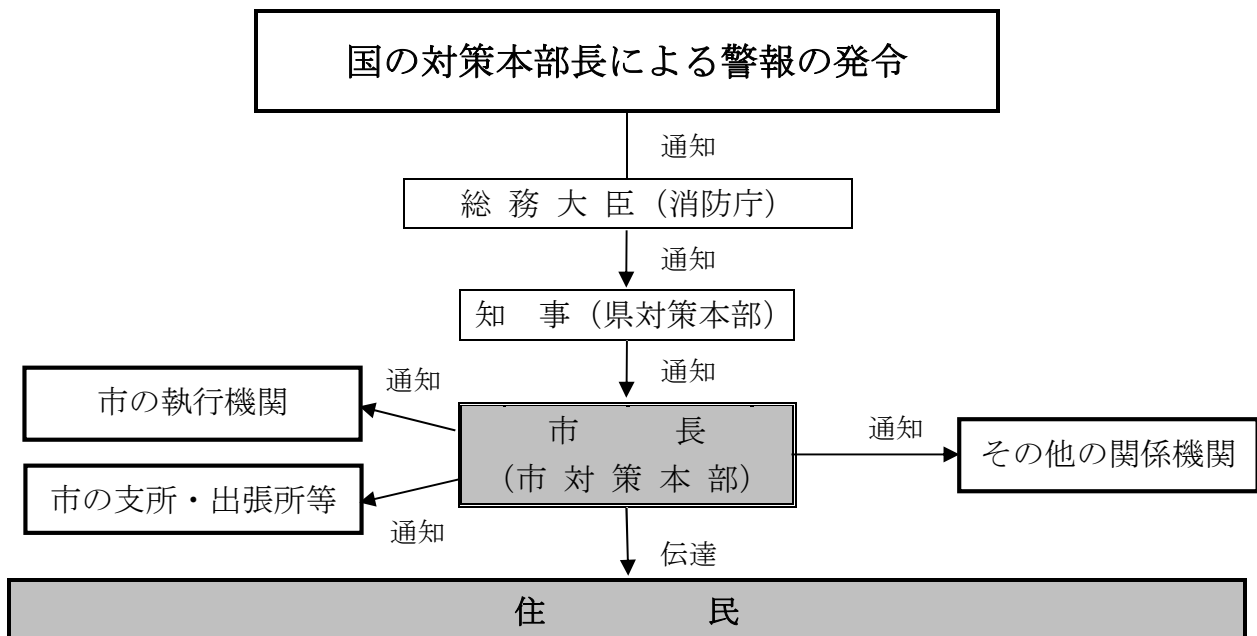 国の対策本部長による警報の発令
通知
総 務 大 臣（消防庁）
通知
知　事（県対策本部）
通知
市の執行機関
通知
市　　　長
（市 対 策 本 部）
通知
その他の関係機関
市の支所・出張所等
通知
伝達
住　　　民